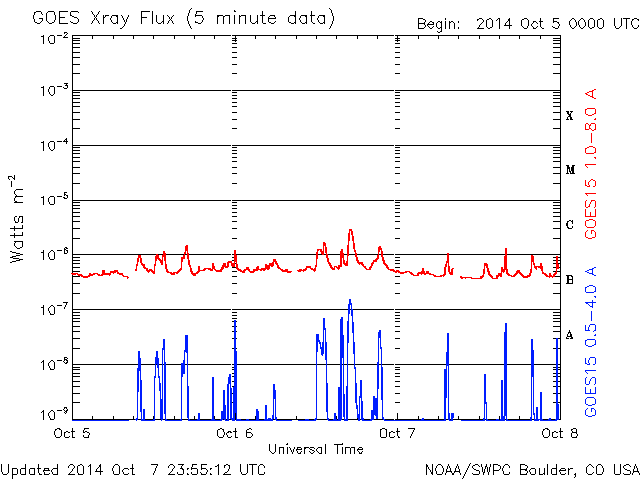 GOES Xray Flux (5 minute data)
Begin: 2014 Oct 5 0000 UTC
10⁻²
10⁻³
10⁻⁴
10⁻⁵
10⁻⁶
10⁻⁷
10⁻⁸
10⁻⁹
Watts m⁻²
X
M
C
B
A
GOES15 1.0-8.0 A
GOES15 0.5-4.0 A
Oct 5
Oct 6
Oct 7
Oct 8
Universal Time
Updated 2014 Oct 7 23:55:12 UTC
NOAA/SWPC Boulder, CO USA